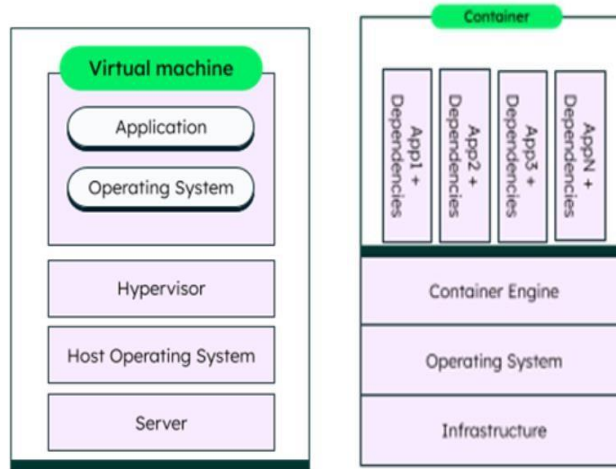 Virtual machine
Application
Operating System
Hypervisor
Host Operating System
Server
Container
App1 +
Dependencies
App2 +
Dependencies
App3 +
Dependencies
AppN +
Dependencies
Container Engine
Operating System
Infrastructure